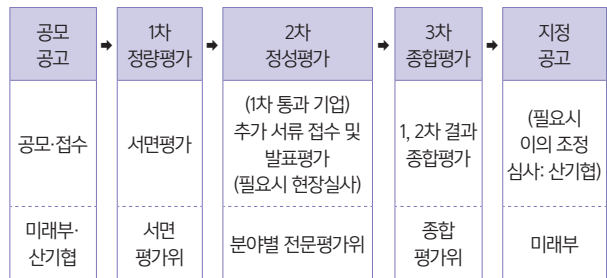 공모
공고
1차
정량평가
2차
정성평가
3차
종합평가
지정
공고
공모·접수
서면평가
(1차 통과 기업)
추가 서류 접수 및
발표평가
(필요시 현장실사)
1, 2차 결과
종합평가
(필요시
이의 조정
심사: 산기협)
미래부·
산기협
서면
평가위
분야별 전문평가위
종합
평가위
미래부